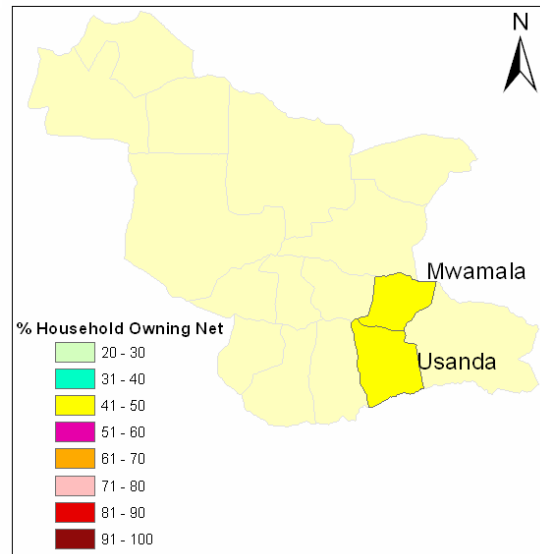 N
Mwamala
% Household Owning Net
20 - 30
Usanda
31 - 40
41 - 50
51 - 60
61 - 70
71 - 80
81 - 90
91 - 100